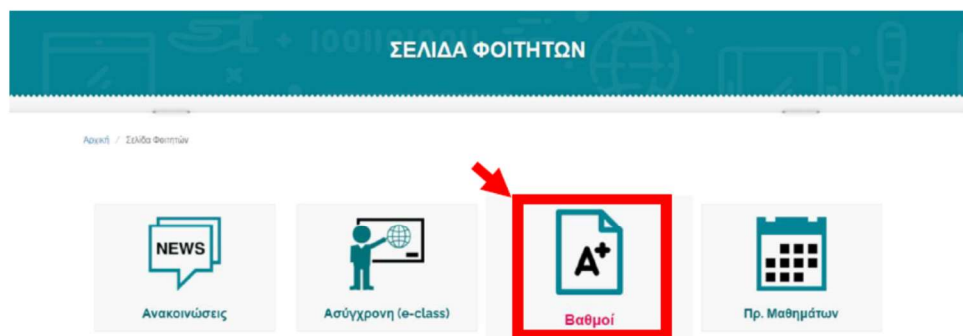 ΣΕΛΙΔΑ ΦΟΙΤΗΤΩΝ
Αρχική / Σελίδα Φοιτητών
NEWS
A+
Ανακοινώσεις
Ασύγχρονη (e-class)
Βαθμοί
Πρ. Μαθημάτων